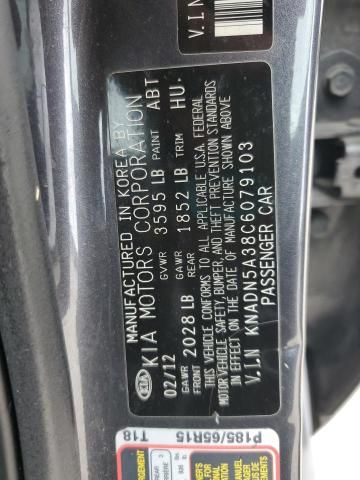 MANUFACTURED IN KOREA BY
KIA KIA MOTORS CORPORATION
02/12 GVWR 3595 LB PAINT ABT
GAWR FRONT 2028 LB GAWR REAR 1852 LB TRIM HU
THIS VEHICLE CONFORMS TO ALL APPLICABLE U.S.A. FEDERAL
MOTOR VEHICLE SAFETY, BUMPER, AND THEFT PREVENTION STANDARDS
IN EFFECT ON THE DATE OF MANUFACTURE SHOWN ABOVE
V.I.N KNADN5A38C6079103
PASSENGER CAR
V.I.N
T18
P185/65R15
REAR